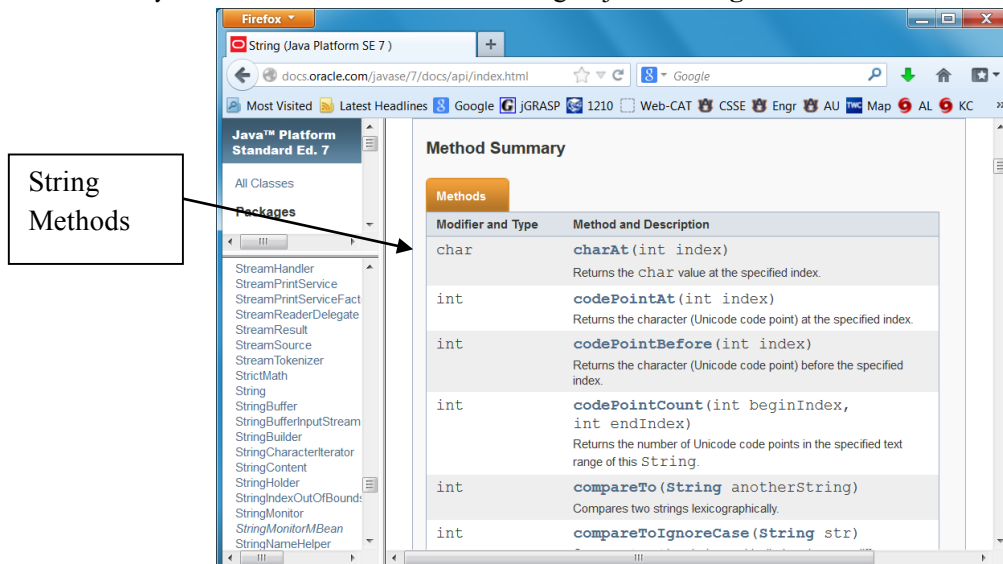 Firefox
String (Java Platform SE 7 )
docs.oracle.com/javase/7/docs/api/index.html
Google
Most Visited Latest Headlines Google jGRASP 1210 Web-CAT CSSE Engr AU Map AL KC »
String
Methods
Java™ Platform
Standard Ed. 7
All Classes
Packages
StreamHandler
StreamPrintService
StreamPrintServiceFact
StreamReaderDelegate
StreamResult
StreamSource
StreamTokenizer
StrictMath
String
StringBuffer
StringBufferInputStream
StringBuilder
StringCharacterIterator
StringContent
StringHolder
StringIndexOutOfBounds
StringMonitor
StringMonitorMBean
StringNameHelper
Method Summary
Methods
Modifier and Type Method and Description
char charAt(int index)
Returns the char value at the specified index.
int codePointAt(int index)
Returns the character (Unicode code point) at the specified index.
int codePointBefore(int index)
Returns the character (Unicode code point) before the specified
index.
int codePointCount(int beginIndex,
int endIndex)
Returns the number of Unicode code points in the specified text
range of this String.
int compareTo(String anotherString)
Compares two strings lexicographically.
int compareToIgnoreCase(String str)